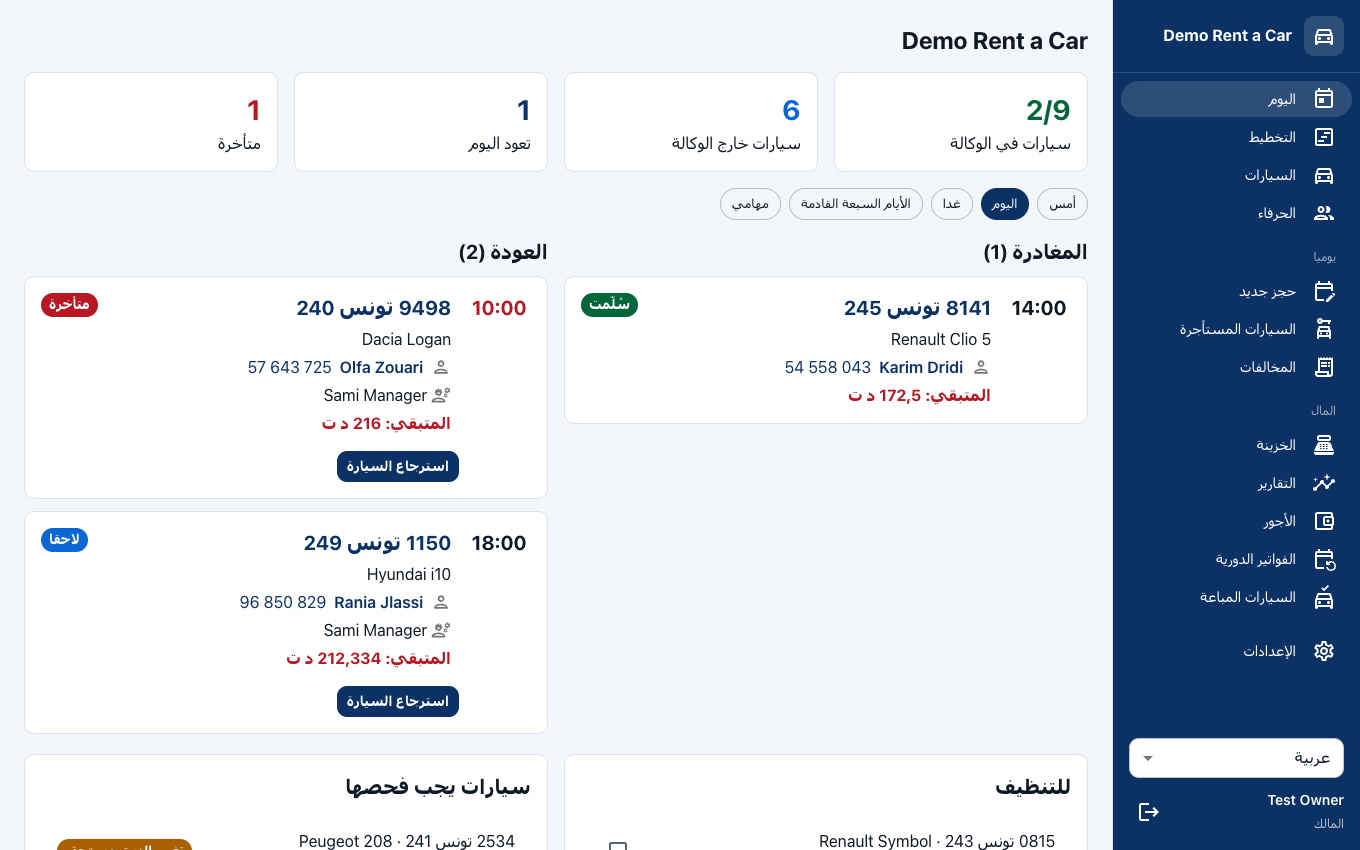 Demo Rent a Car
اليوم
التخطيط
السيارات
الحرفاء
يوميا
حجز جديد
السيارات المستأجرة
المخالفات
المال
الخزينة
التقارير
الأجور
الفواتير الدورية
السيارات المباعة
الإعدادات
عربية
Test Owner
المالك
Demo Rent a Car
2/9
سيارات في الوكالة
6
سيارات خارج الوكالة
1
تعود اليوم
1
متأخرة
أمس
اليوم
غدا
الأيام السبعة القادمة
مهامي
المغادرة (1)
14:00
8141 تونس 245
سُلّمت
Renault Clio 5
Karim Dridi 54 558 043
المتبقي: 172,5 د ت
العودة (2)
10:00
9498 تونس 240
متأخرة
Dacia Logan
Olfa Zouari 57 643 725
Sami Manager
المتبقي: 216 د ت
استرجاع السيارة
18:00
1150 تونس 249
لاحقا
Hyundai i10
Rania Jlassi 96 850 829
Sami Manager
المتبقي: 212,334 د ت
استرجاع السيارة
للتنظيف
0815 تونس 243 · Renault Symbol
سيارات يجب فحصها
2534 تونس 241 · Peugeot 208